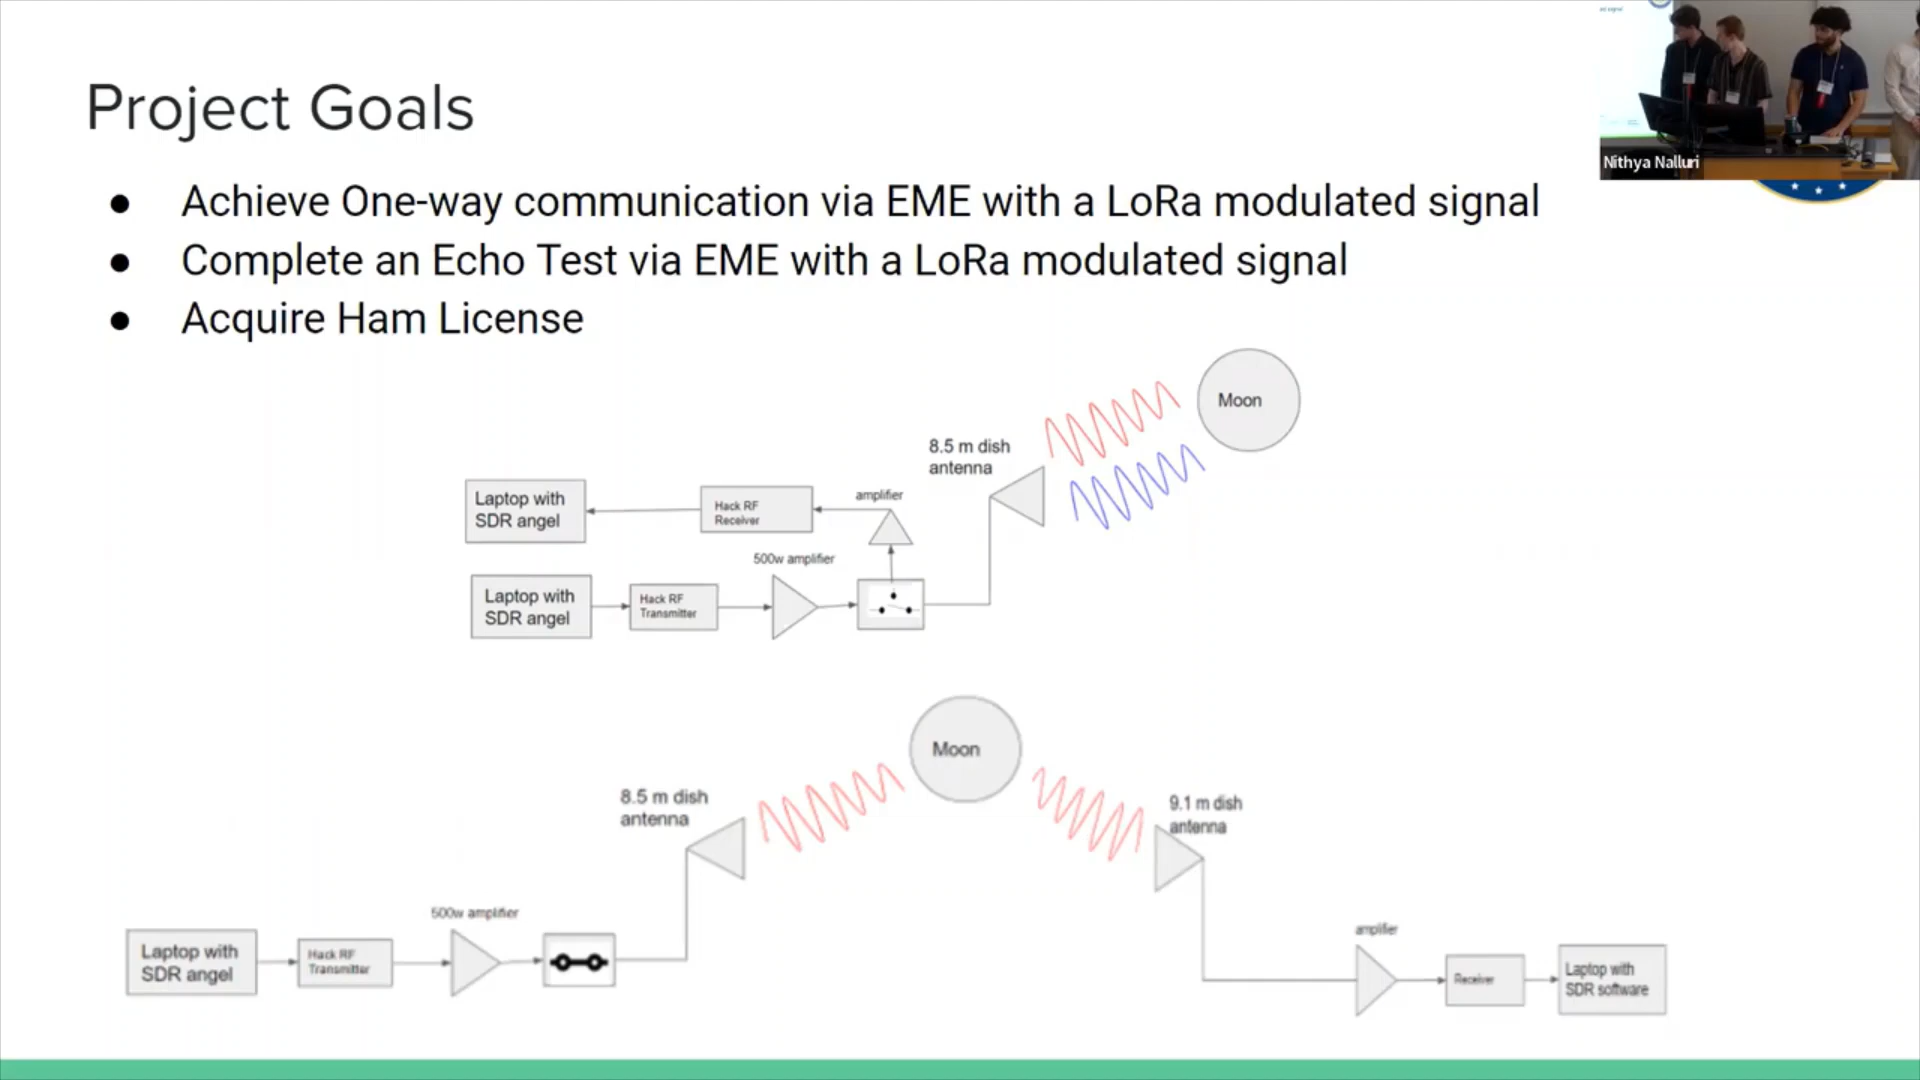 Project Goals
● Achieve One-way communication via EME with a LoRa modulated signal
● Complete an Echo Test via EME with a LoRa modulated signal
● Acquire Ham License
Nithya Nalluri
Moon
8.5 m dish
antenna
Laptop with
SDR angel
Hack RF
Receiver
amplifier
500w amplifier
Laptop with
SDR angel
Hack RF
Transmitter
Moon
8.5 m dish
antenna
9.1 m dish
antenna
500w amplifier
Laptop with
SDR angel
Hack RF
Transmitter
amplifier
Receiver
Laptop with
SDR software